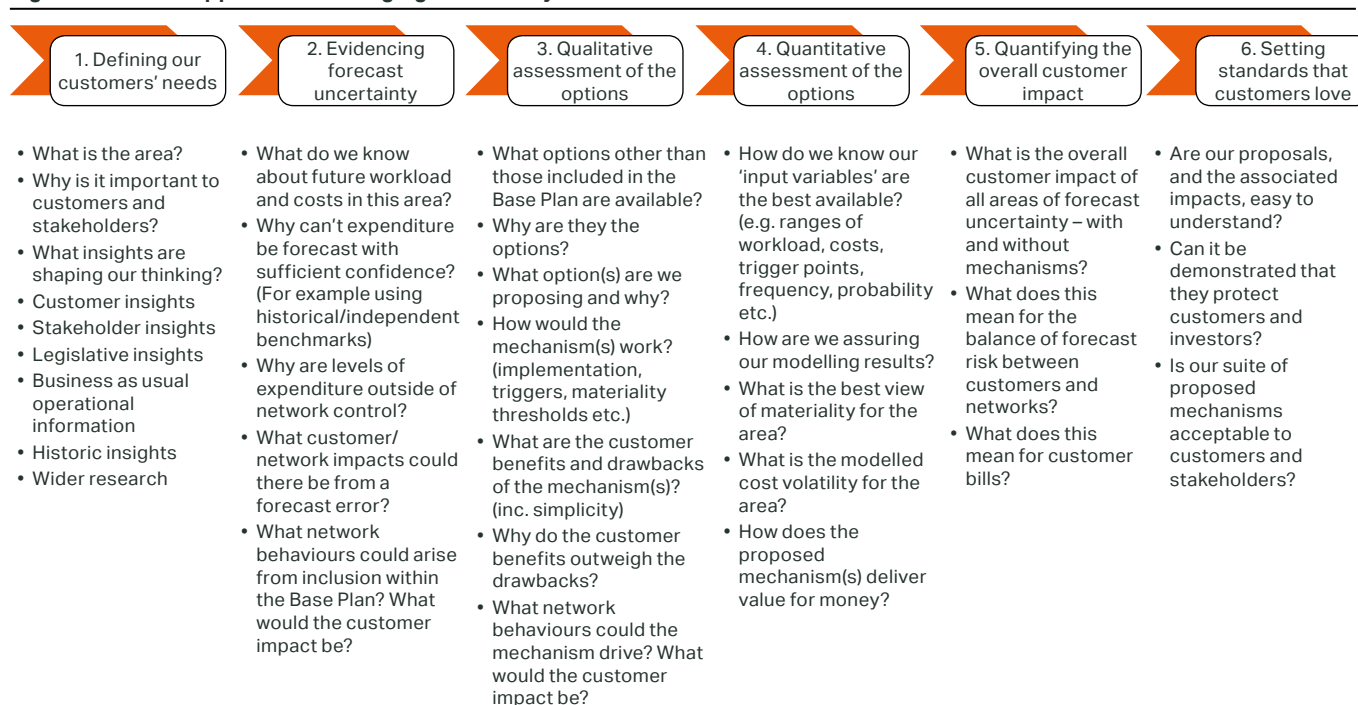 1. Defining our
customers’ needs
2. Evidencing
forecast
uncertainty
3. Qualitative
assessment of the
options
4. Quantitative
assessment of the
options
5. Quantifying the
overall customer
impact
6. Setting
standards that
customers love
• What is the area?
• Why is it important to
customers and
stakeholders?
• What insights are
shaping our thinking?
• Customer insights
• Stakeholder insights
• Legislative insights
• Business as usual
operational
information
• Historic insights
• Wider research
• What do we know
about future workload
and costs in this area?
• Why can’t expenditure
be forecast with
sufficient confidence?
(For example using
historical/independent
benchmarks)
• Why are levels of
expenditure outside of
network control?
• What customer/
network impacts could
there be from a
forecast error?
• What network
behaviours could arise
from inclusion within
the Base Plan? What
would the customer
impact be?
• What options other than
those included in the
Base Plan are available?
• Why are they the
options?
• What option(s) are we
proposing and why?
• How would the
mechanism(s) work?
(implementation,
triggers, materiality
thresholds etc.)
• What are the customer
benefits and drawbacks
of the mechanism(s)?
(inc. simplicity)
• Why do the customer
benefits outweigh the
drawbacks?
• What network
behaviours could the
mechanism drive? What
would the customer
impact be?
• How do we know our
‘input variables’ are
the best available?
(e.g. ranges of
workload, costs,
trigger points,
frequency, probability
etc.)
• How are we assuring
our modelling results?
• What is the best view
of materiality for the
area?
• What is the modelled
cost volatility for the
area?
• How does the
proposed
mechanism(s) deliver
value for money?
• What is the overall
customer impact of
all areas of forecast
uncertainty – with
and without
mechanisms?
• What does this
mean for the
balance of forecast
risk between
customers and
networks?
• What does this
mean for customer
bills?
• Are our proposals,
and the associated
impacts, easy to
understand?
• Can it be
demonstrated that
they protect
customers and
investors?
• Is our suite of
proposed
mechanisms
acceptable to
customers and
stakeholders?